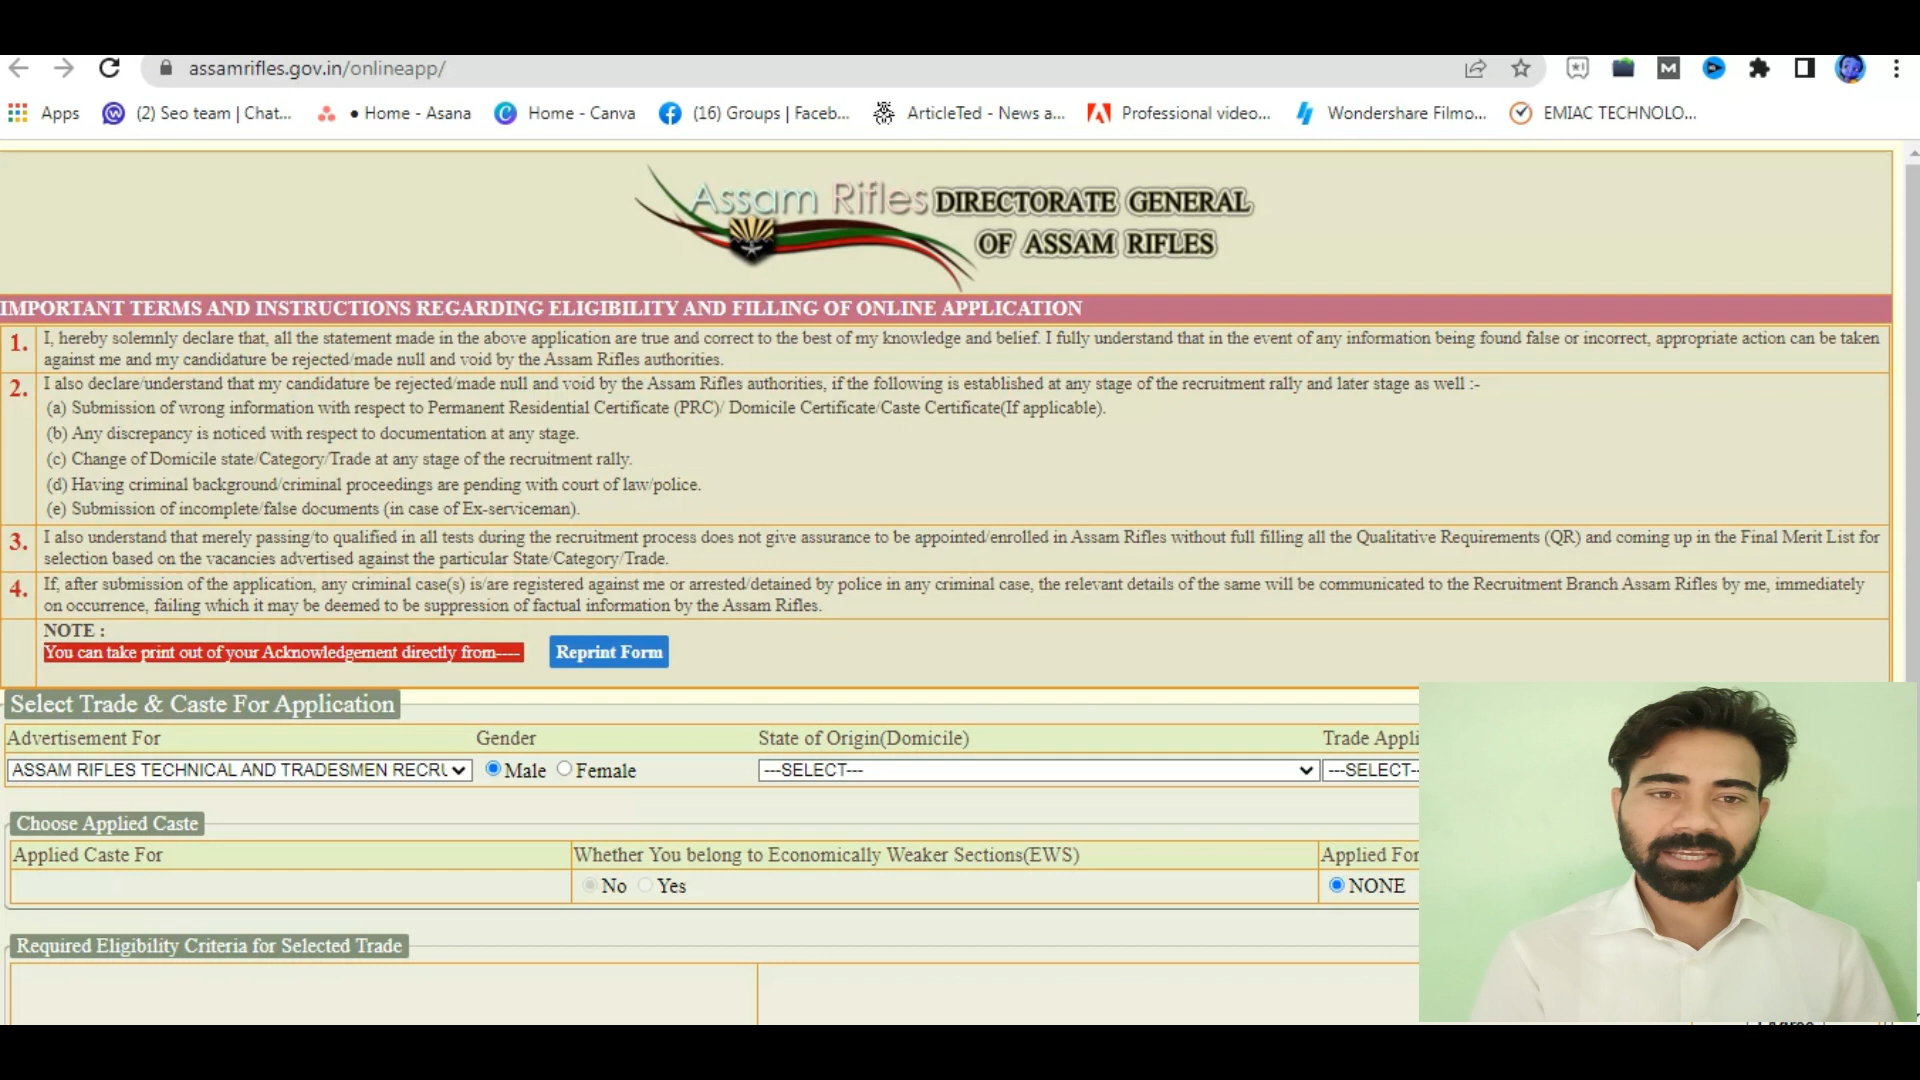 assamrifles.gov.in/onlineapp/
Apps (2) Seo team | Chat... • Home - Asana Home - Canva (16) Groups | Faceb... ArticleTed - News a... Professional video... Wondershare Filmo... EMIAC TECHNOLO...
Assam Rifles DIRECTORATE GENERAL
OF ASSAM RIFLES
IMPORTANT TERMS AND INSTRUCTIONS REGARDING ELIGIBILITY AND FILLING OF ONLINE APPLICATION
1. I, hereby solemnly declare that, all the statement made in the above application are true and correct to the best of my knowledge and belief. I fully understand that in the event of any information being found false or incorrect, appropriate action can be taken
against me and my candidature be rejected/made null and void by the Assam Rifles authorities.
2. I also declare/understand that my candidature be rejected/made null and void by the Assam Rifles authorities, if the following is established at any stage of the recruitment rally and later stage as well :-
(a) Submission of wrong information with respect to Permanent Residential Certificate (PRC)/ Domicile Certificate/Caste Certificate(If applicable).
(b) Any discrepancy is noticed with respect to documentation at any stage.
(c) Change of Domicile state/Category/Trade at any stage of the recruitment rally.
(d) Having criminal background/criminal proceedings are pending with court of law/police.
(e) Submission of incomplete/false documents (in case of Ex-serviceman).
3. I also understand that merely passing/to qualified in all tests during the recruitment process does not give assurance to be appointed/enrolled in Assam Rifles without full filling all the Qualitative Requirements (QR) and coming up in the Final Merit List for
selection based on the vacancies advertised against the particular State/Category/Trade.
4. If, after submission of the application, any criminal case(s) is/are registered against me or arrested/detained by police in any criminal case, the relevant details of the same will be communicated to the Recruitment Branch Assam Rifles by me, immediately
on occurrence, failing which it may be deemed to be suppression of factual information by the Assam Rifles.
NOTE :
You can take print out of your Acknowledgement directly from---- Reprint Form
Select Trade & Caste For Application
Advertisement For Gender State of Origin(Domicile) Trade Appli
ASSAM RIFLES TECHNICAL AND TRADESMEN RECRU Male Female ---SELECT--- ---SELECT--
Choose Applied Caste
Applied Caste For Whether You belong to Economically Weaker Sections(EWS) Applied For
No Yes NONE
Required Eligibility Criteria for Selected Trade